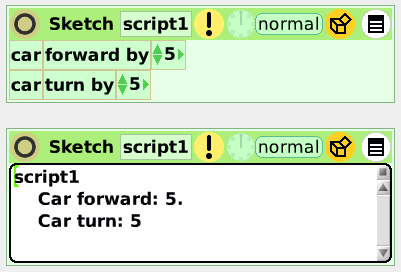 Sketch script1 ! normal
car forward by 5
car turn by 5
Sketch script1 ! normal
script1
Car forward: 5.
Car turn: 5